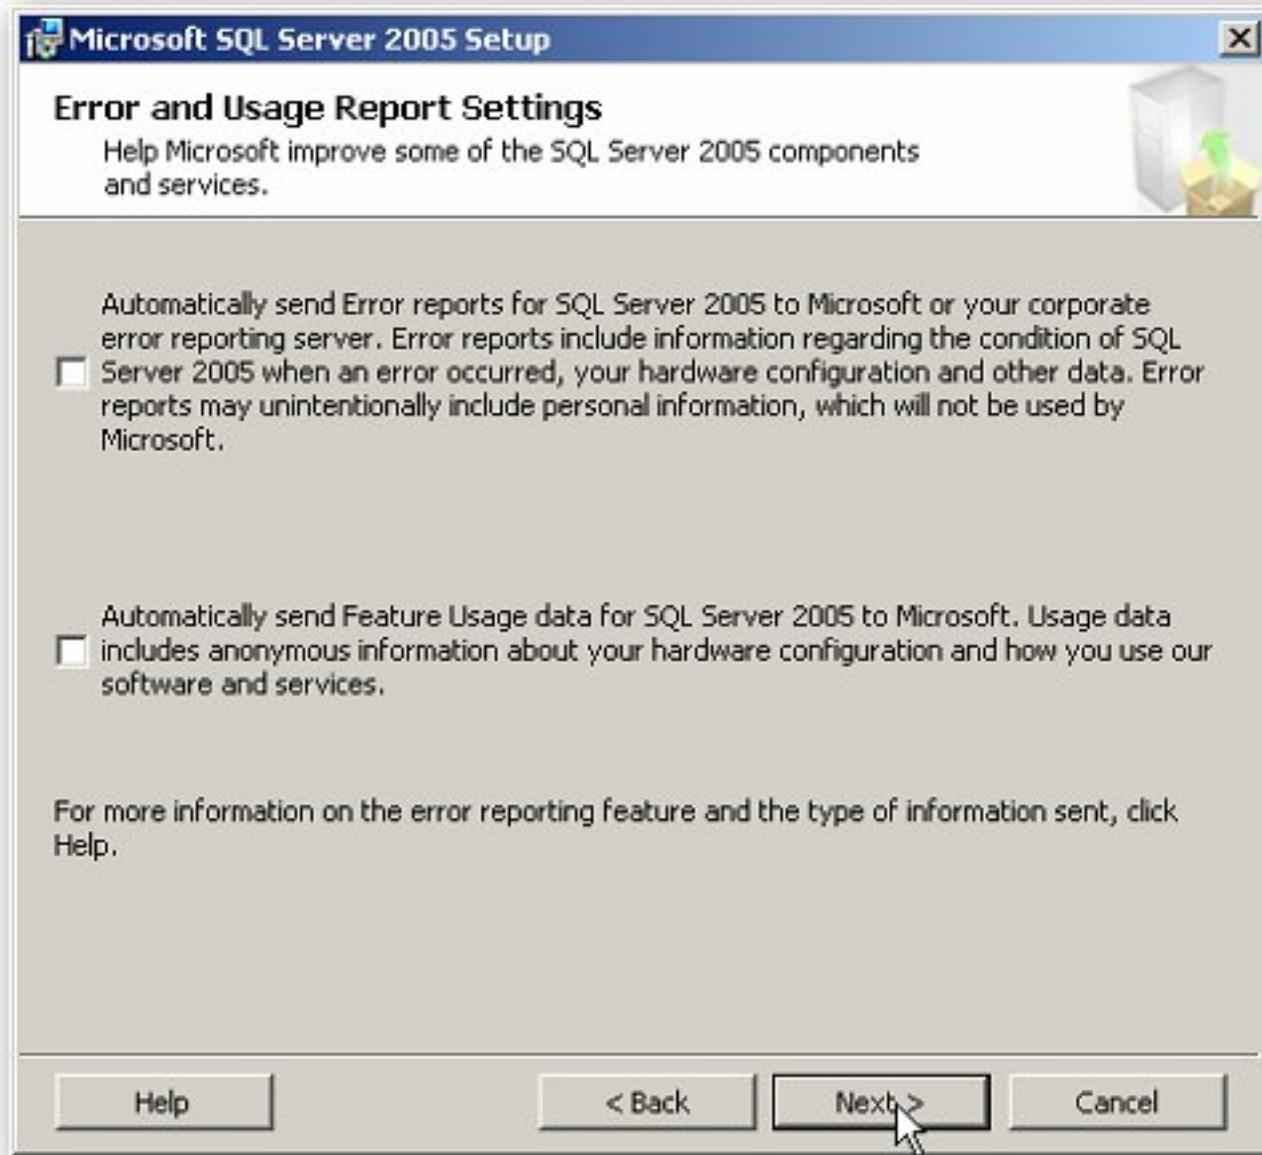 Microsoft SQL Server 2005 Setup
Error and Usage Report Settings
Help Microsoft improve some of the SQL Server 2005 components
and services.
Automatically send Error reports for SQL Server 2005 to Microsoft or your corporate
error reporting server. Error reports include information regarding the condition of SQL
Server 2005 when an error occurred, your hardware configuration and other data. Error
reports may unintentionally include personal information, which will not be used by
Microsoft.
Automatically send Feature Usage data for SQL Server 2005 to Microsoft. Usage data
includes anonymous information about your hardware configuration and how you use our
software and services.
For more information on the error reporting feature and the type of information sent, click
Help.
Help < Back Next > Cancel